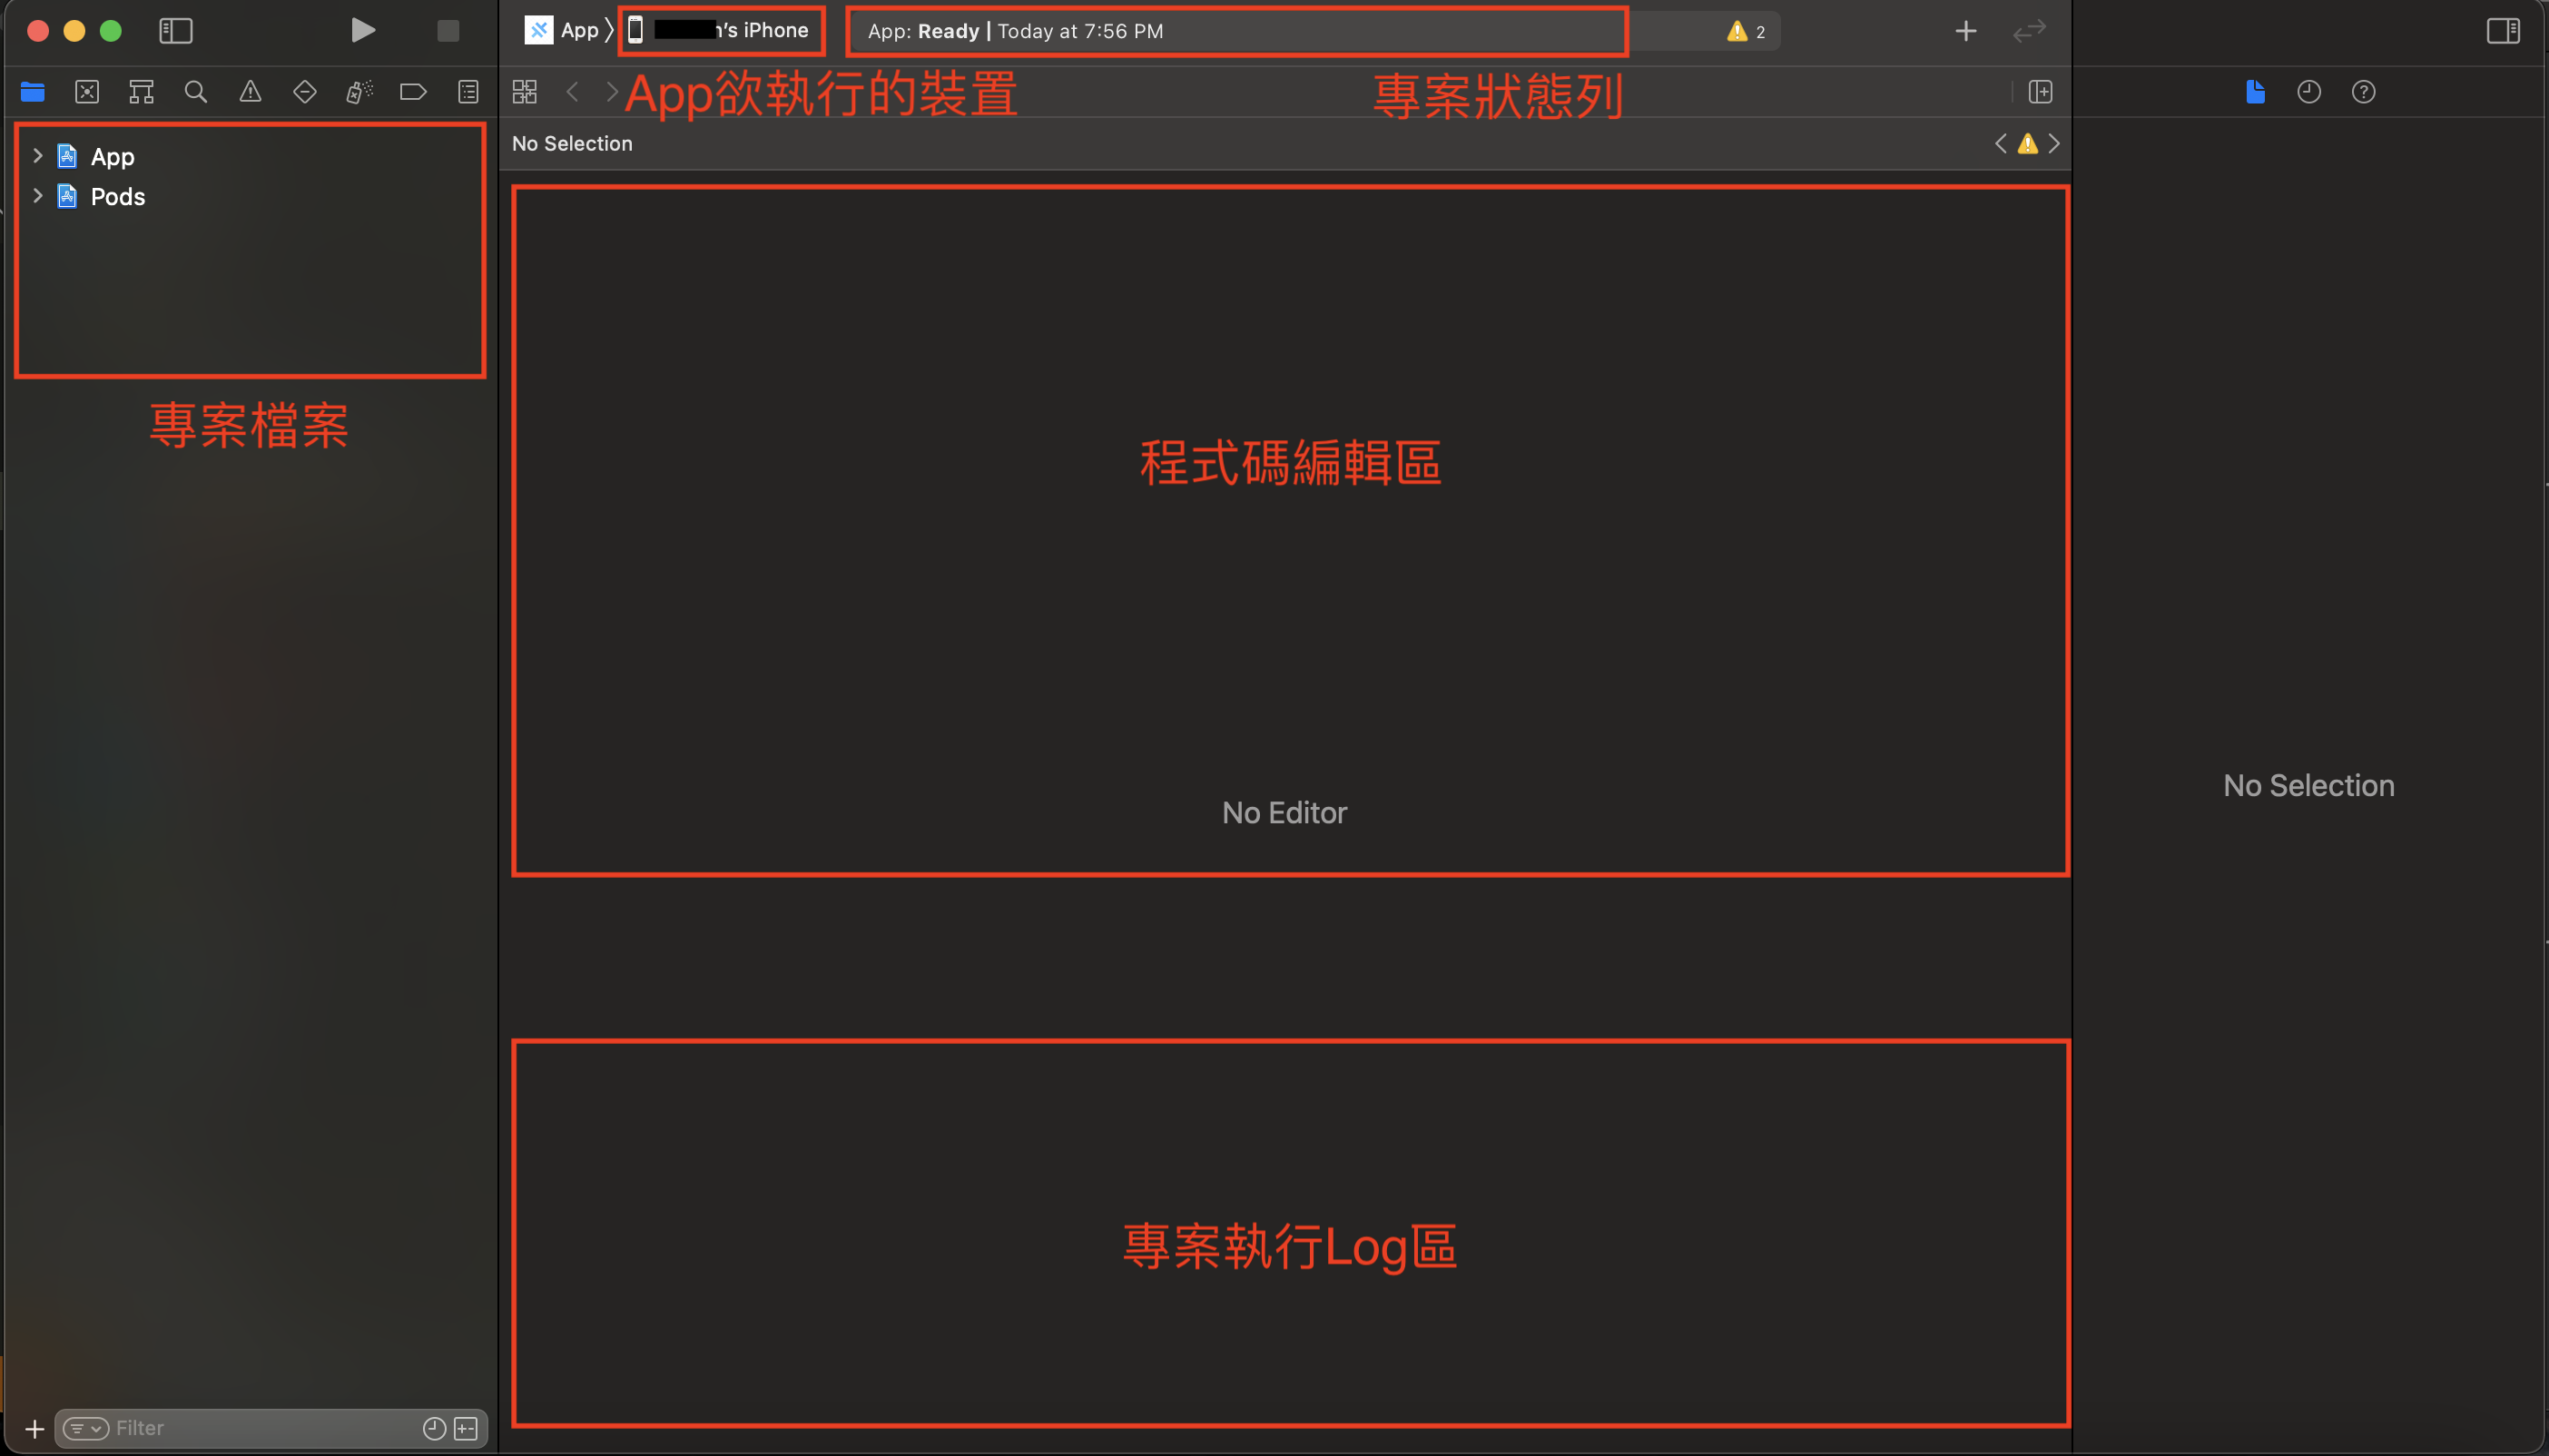 App
's iPhone
App: Ready | Today at 7:56 PM
2
App欲執行的裝置
專案狀態列
No Selection
App
Pods
專案檔案
程式碼編輯區
No Editor
No Selection
專案執行Log區
Filter